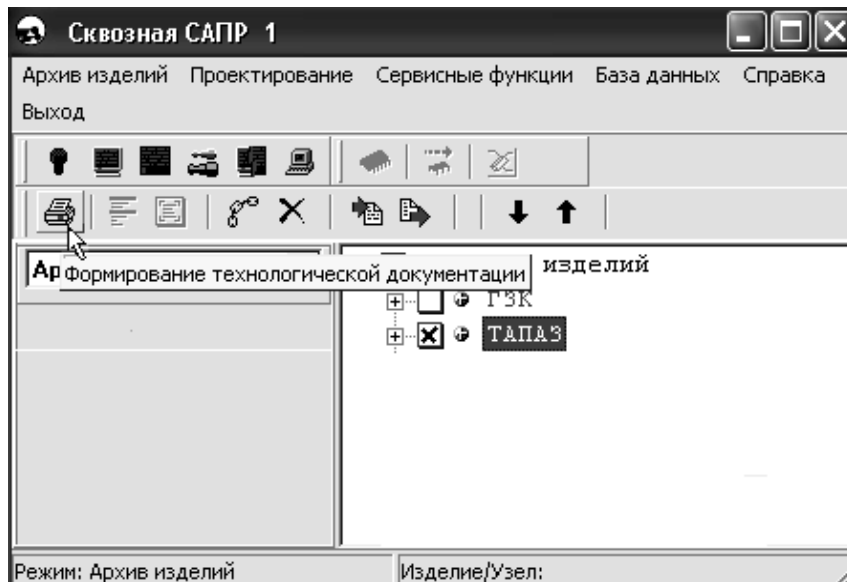 Сквозная САПР 1
Архив изделий Проектирование Сервисные функции База данных Справка
Выход
Ар
Формирование технологической документации
изделий
ГЗК
ТАПАЗ
Режим: Архив изделий
Изделие/Узел: